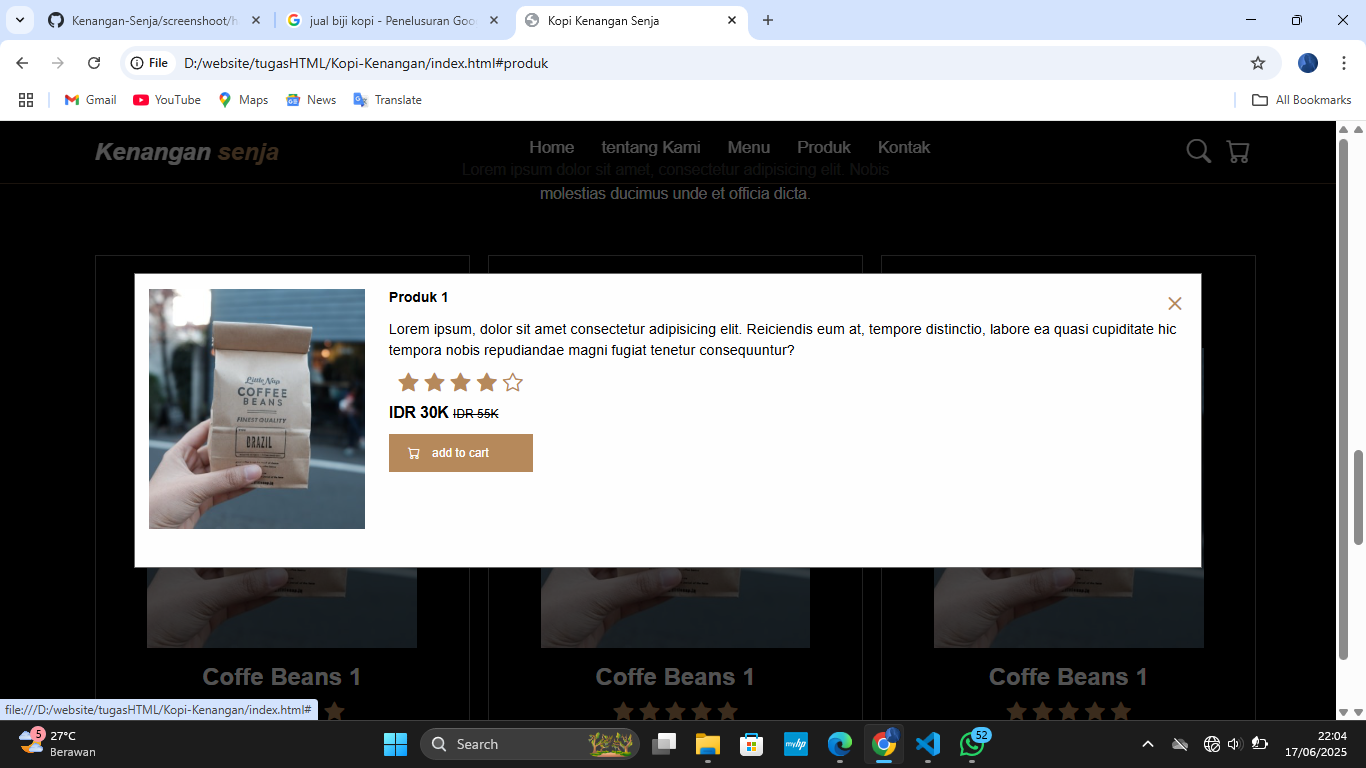 Kenangan-Senja/screenshoot/h
jual biji kopi - Penelusuran Goo
Kopi Kenangan Senja
File
D:/website/tugasHTML/Kopi-Kenangan/index.html#produk
Gmail
YouTube
Maps
News
Translate
All Bookmarks
Kenangan senja
Home
tentang Kami
Menu
Produk
Kontak
Lorem ipsum dolor sit amet, consectetur adipisicing elit. Nobis
molestias ducimus unde et officia dicta.
Produk 1
Lorem ipsum, dolor sit amet consectetur adipisicing elit. Reiciendis eum at, tempore distinctio, labore ea quasi cupiditate hic
tempora nobis repudiandae magni fugiat tenetur consequuntur?
IDR 30K IDR 55K
add to cart
Little Nap
COFFEE
BEANS
FINEST QUALITY
BRAZIL
Coffe Beans 1
Coffe Beans 1
Coffe Beans 1
file:///D:/website/tugasHTML/Kopi-Kenangan/index.html#
5
27°C
Berawan
Search
myhp
52
22:04
17/06/2025